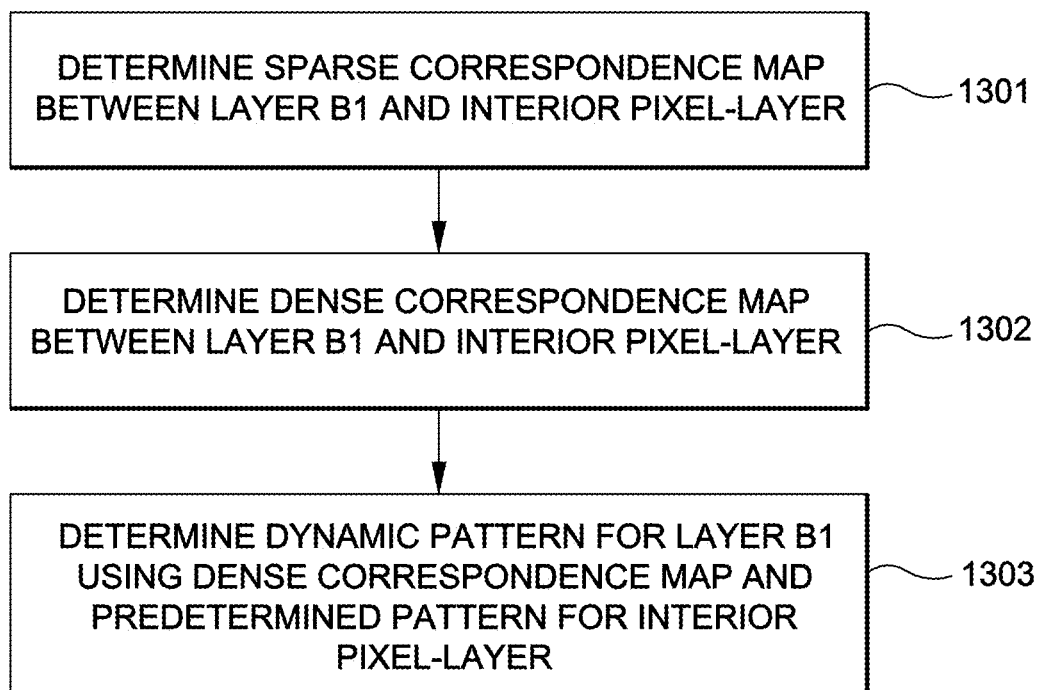 DETERMINE SPARSE CORRESPONDENCE MAP
BETWEEN LAYER B1 AND INTERIOR PIXEL-LAYER
1301
DETERMINE DENSE CORRESPONDENCE MAP
BETWEEN LAYER B1 AND INTERIOR PIXEL-LAYER
1302
DETERMINE DYNAMIC PATTERN FOR LAYER B1
USING DENSE CORRESPONDENCE MAP AND
PREDETERMINED PATTERN FOR INTERIOR
PIXEL-LAYER
1303